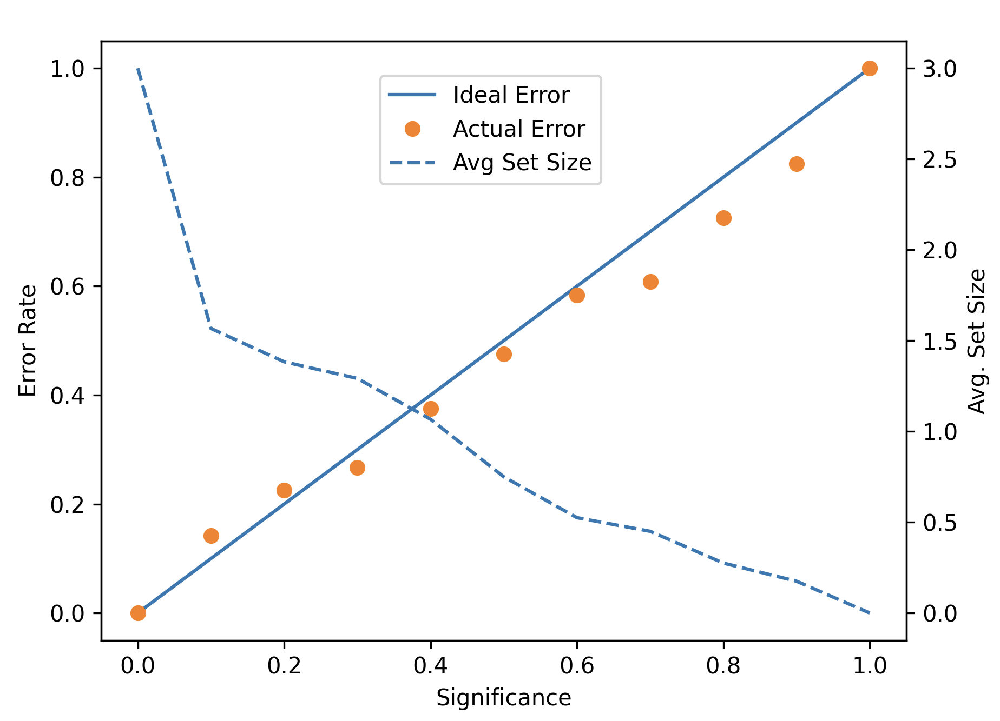 Ideal Error
Actual Error
Avg Set Size
1.0
0.8
0.6
0.4
0.2
0.0
Error Rate
3.0
2.5
2.0
1.5
1.0
0.5
0.0
Avg. Set Size
0.0 0.2 0.4 0.6 0.8 1.0
Significance